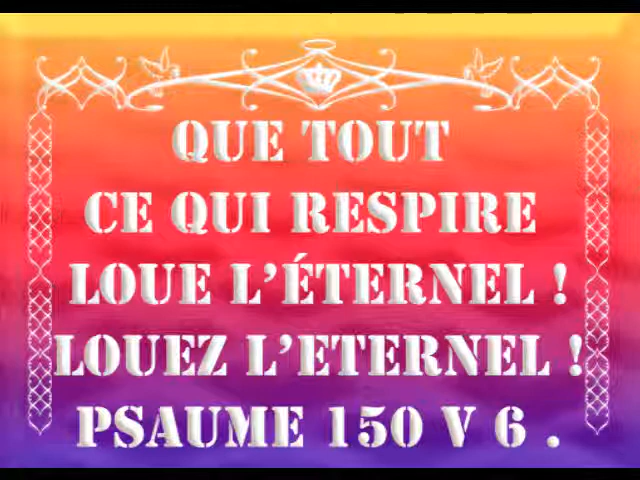 QUE TOUT
CE QUI RESPIRE
LOUE L’ÉTERNEL !
LOUEZ L’ETERNEL !
PSAUME 150 V 6 .